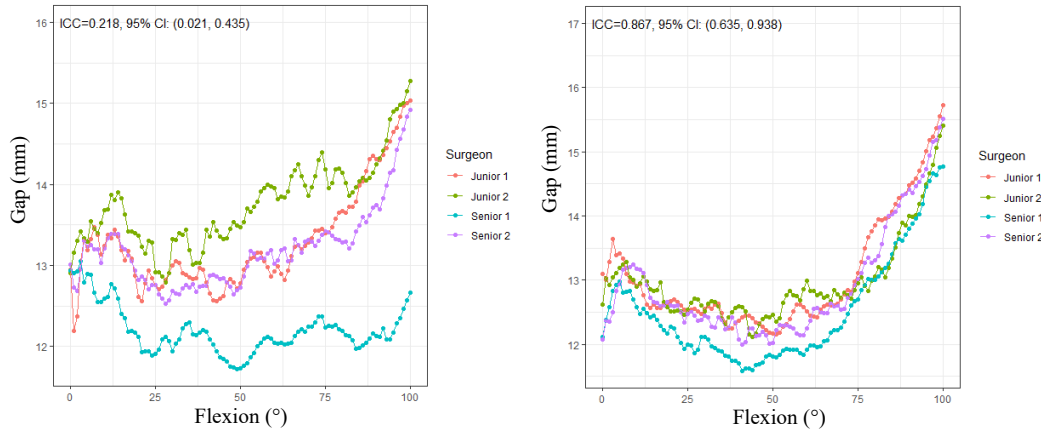 ICC=0.218, 95% CI: (0.021, 0.435)
16
15
14
13
12
Gap (mm)
0
25
50
75
100
Flexion (°)
Surgeon
Junior 1
Junior 2
Senior 1
Senior 2
ICC=0.867, 95% CI: (0.635, 0.938)
17
16
15
14
13
12
Gap (mm)
0
25
50
75
100
Flexion (°)
Surgeon
Junior 1
Junior 2
Senior 1
Senior 2